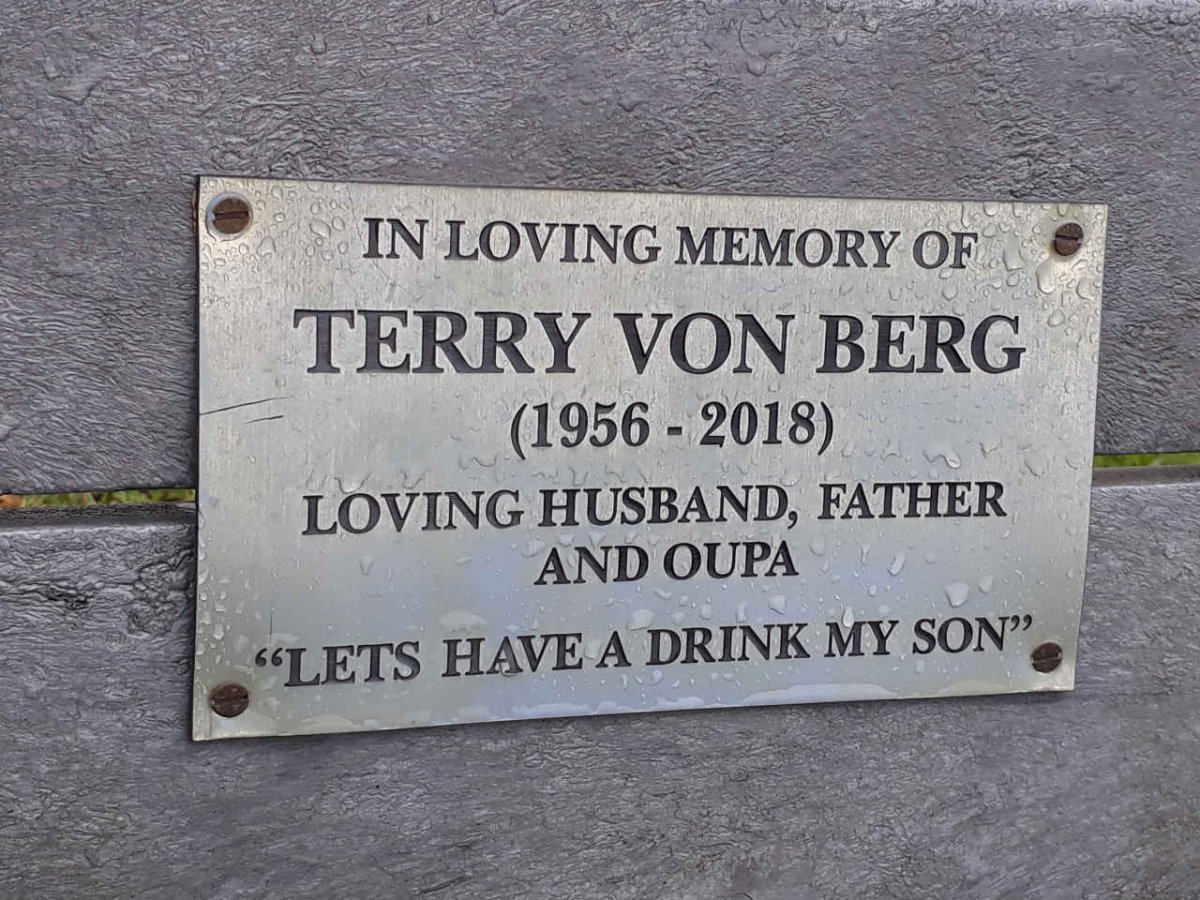 IN LOVING MEMORY OF
TERRY VON BERG
(1956 - 2018)
LOVING HUSBAND, FATHER
AND OUPA
“LETS HAVE A DRINK MY SON”